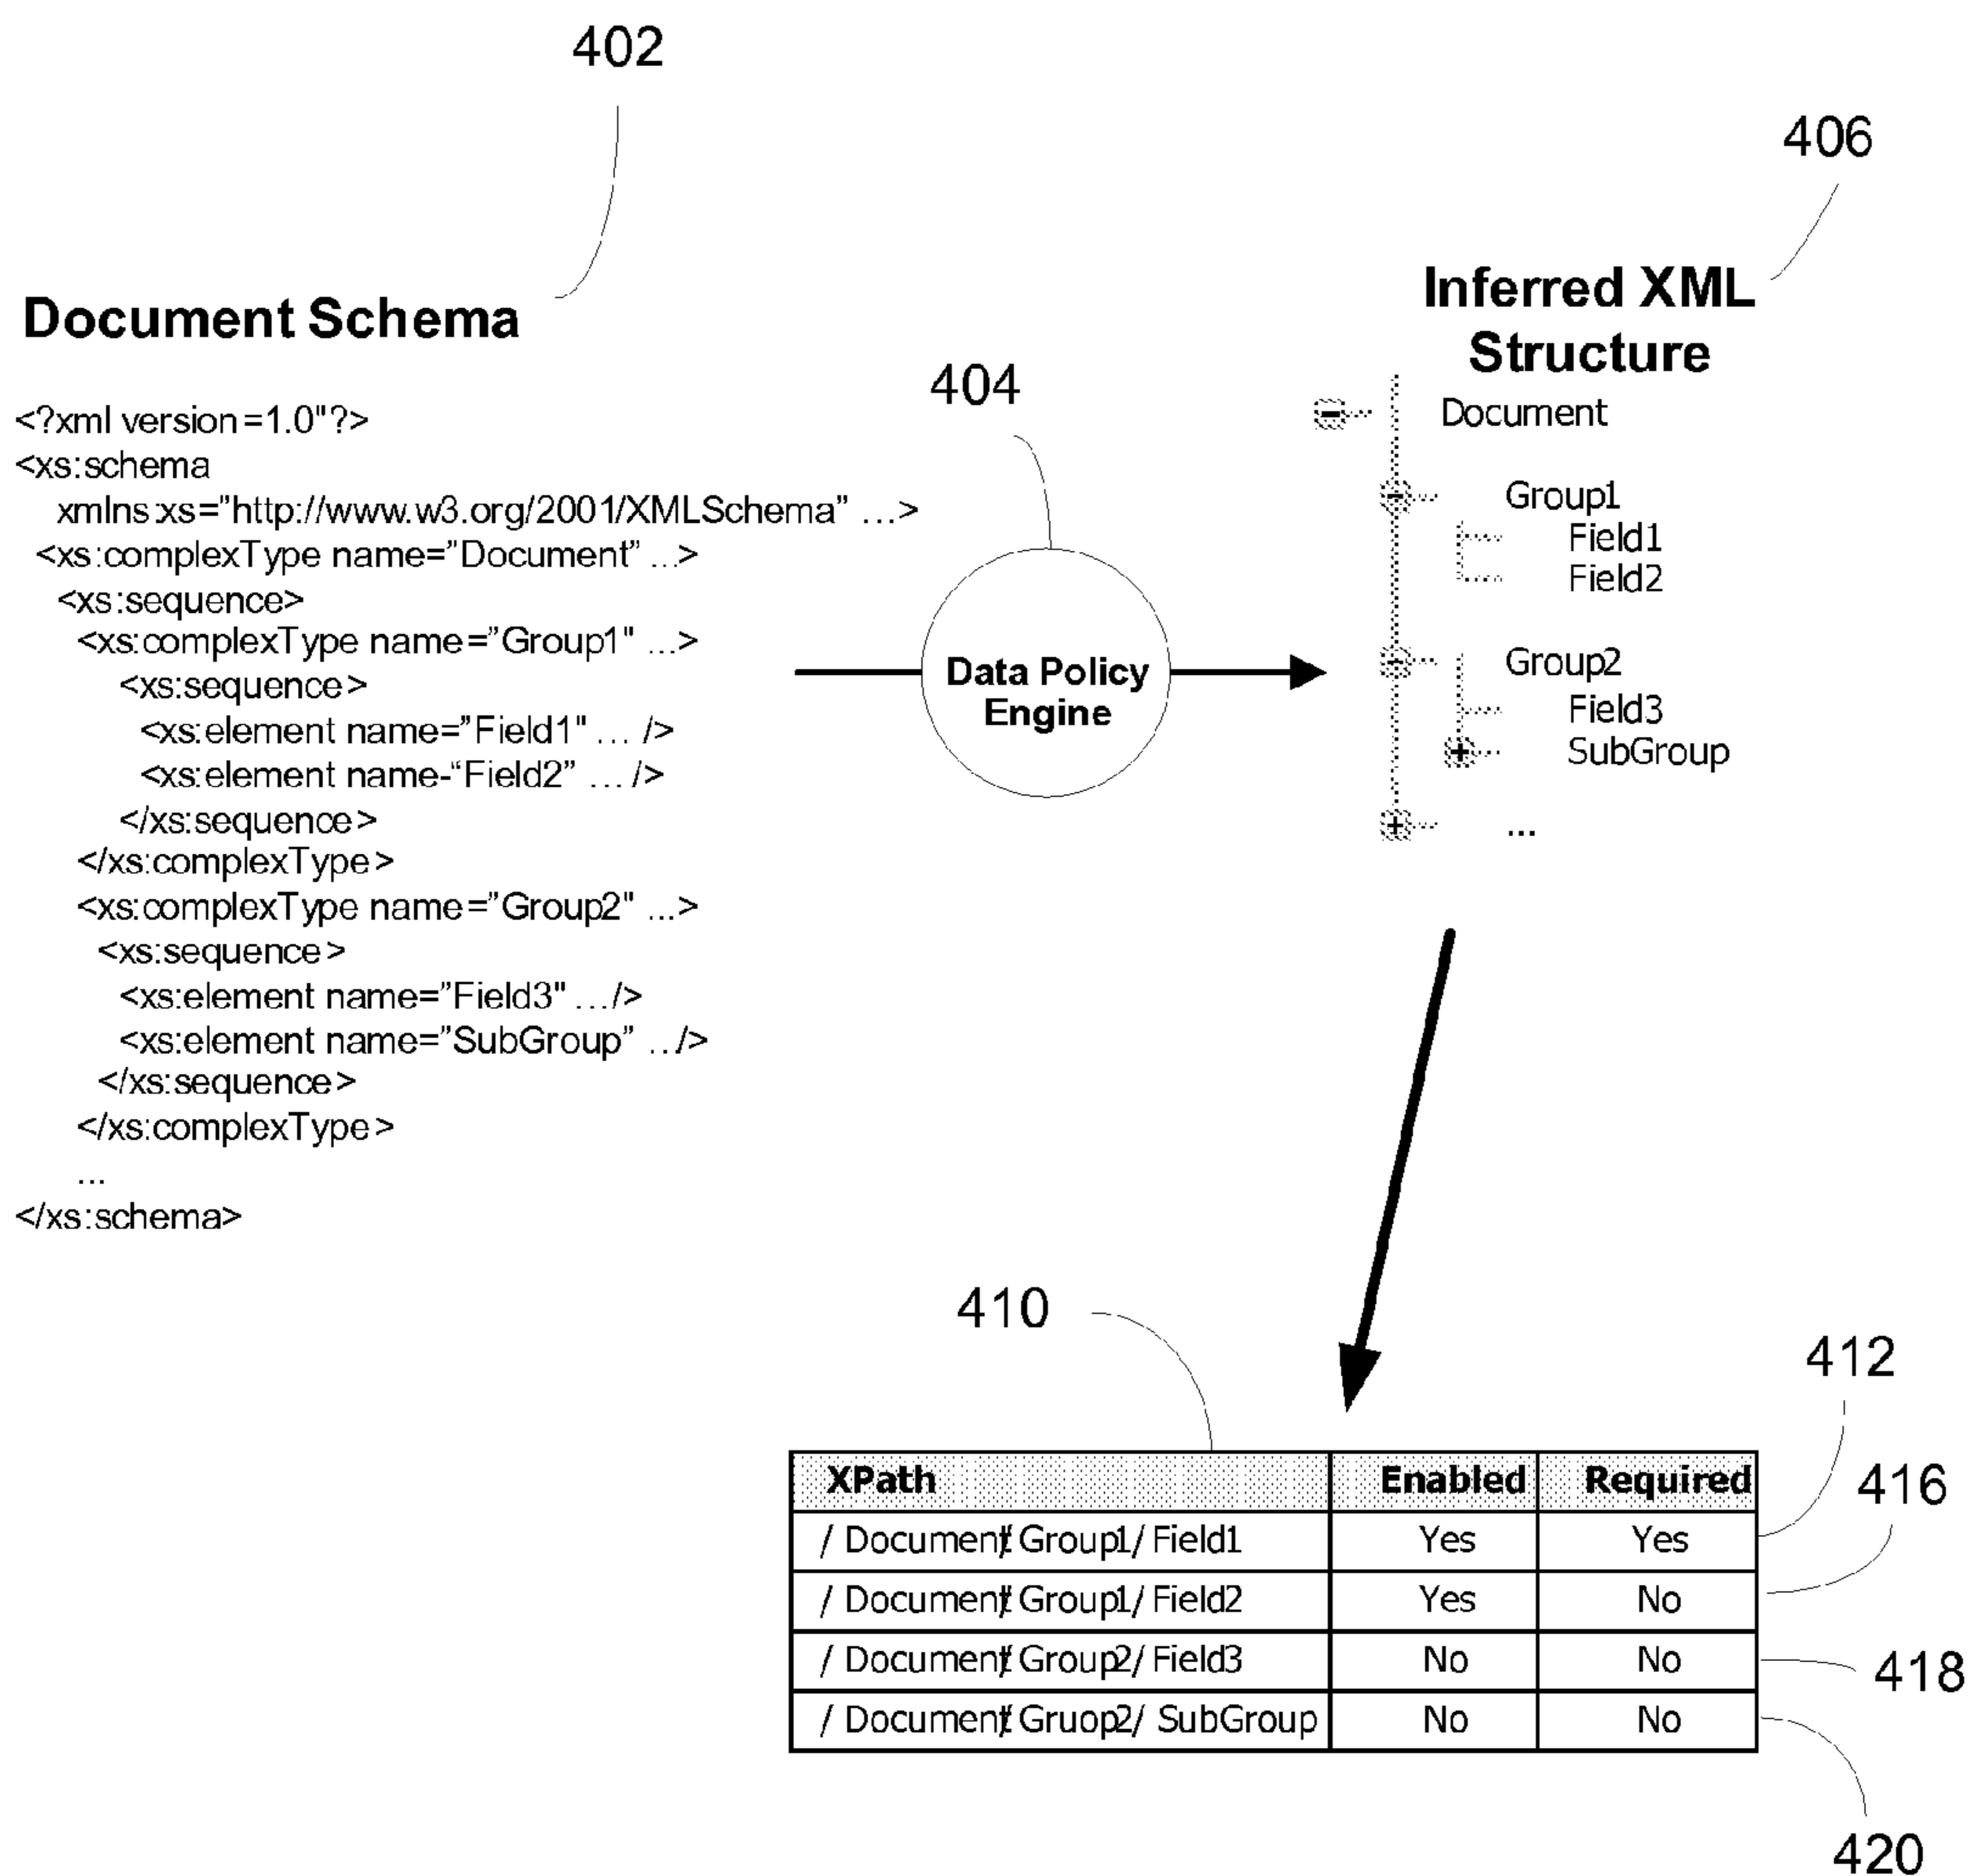 402
406
Document Schema
<?xml version=1.0"?>
<xs:schema
xmlns:xs="http://www.w3.org/2001/XMLSchema" ...>
<xs:complexType name="Document" ...>
<xs:sequence>
<xs:complexType name="Group1" ...>
<xs:sequence>
<xs:element name="Field1" ... />
<xs:element name-"Field2" ... />
</xs:sequence>
</xs:complexType>
<xs:complexType name="Group2" ...>
<xs:sequence>
<xs:element name="Field3" .../>
<xs:element name="SubGroup" .../>
</xs:sequence>
</xs:complexType>
...
</xs:schema>
404
Data Policy
Engine
Inferred XML
Structure
Document
Group1
Field1
Field2
Group2
Field3
SubGroup
...
410
412
416
418
420
XPath Enabled Required
/ Document/ Group1/ Field1 Yes Yes
/ Document/ Group1/ Field2 Yes No
/ Document/ Group2/ Field3 No No
/ Document/ Gruop2/ SubGroup No No